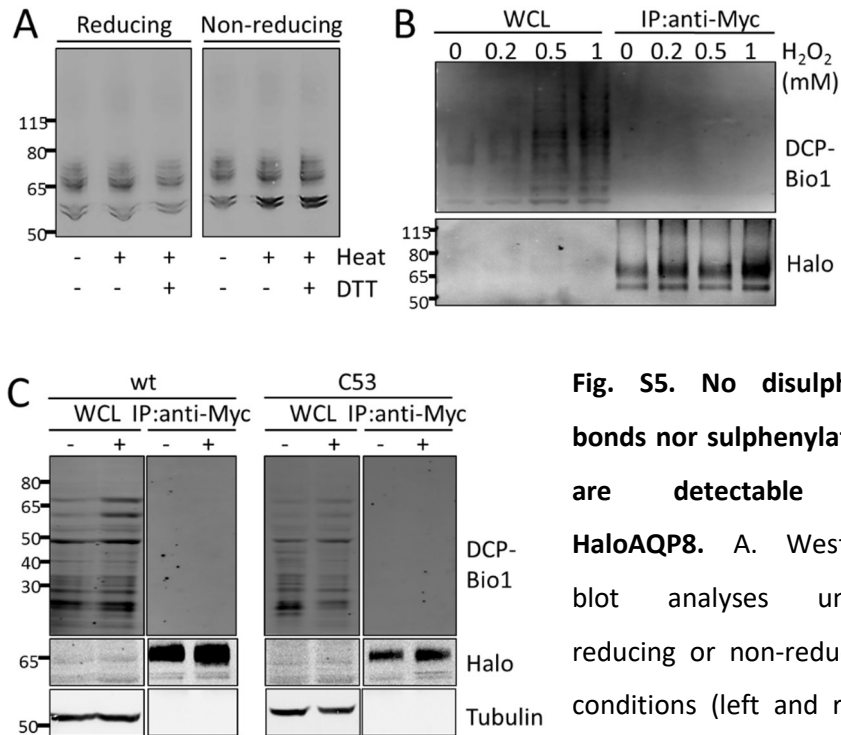 A
Reducing Non-reducing
115
80
65
50
- + + - + + Heat
- - + - - + DTT
B
WCL IP:anti-Myc
0 0.2 0.5 1 0 0.2 0.5 1 H₂O₂
(mM)
DCP-
Bio1
115
80
65
50
Halo
C
wt C53
WCL IP:anti-Myc WCL IP:anti-Myc
- + - + - + - +
80
65
50
40
30
DCP-
Bio1
65
Halo
50
Tubulin
Fig. S5. No disulph
bonds nor sulphenylat
are detectable
HaloAQP8. A. West
blot analyses un
reducing or non-redu
conditions (left and r